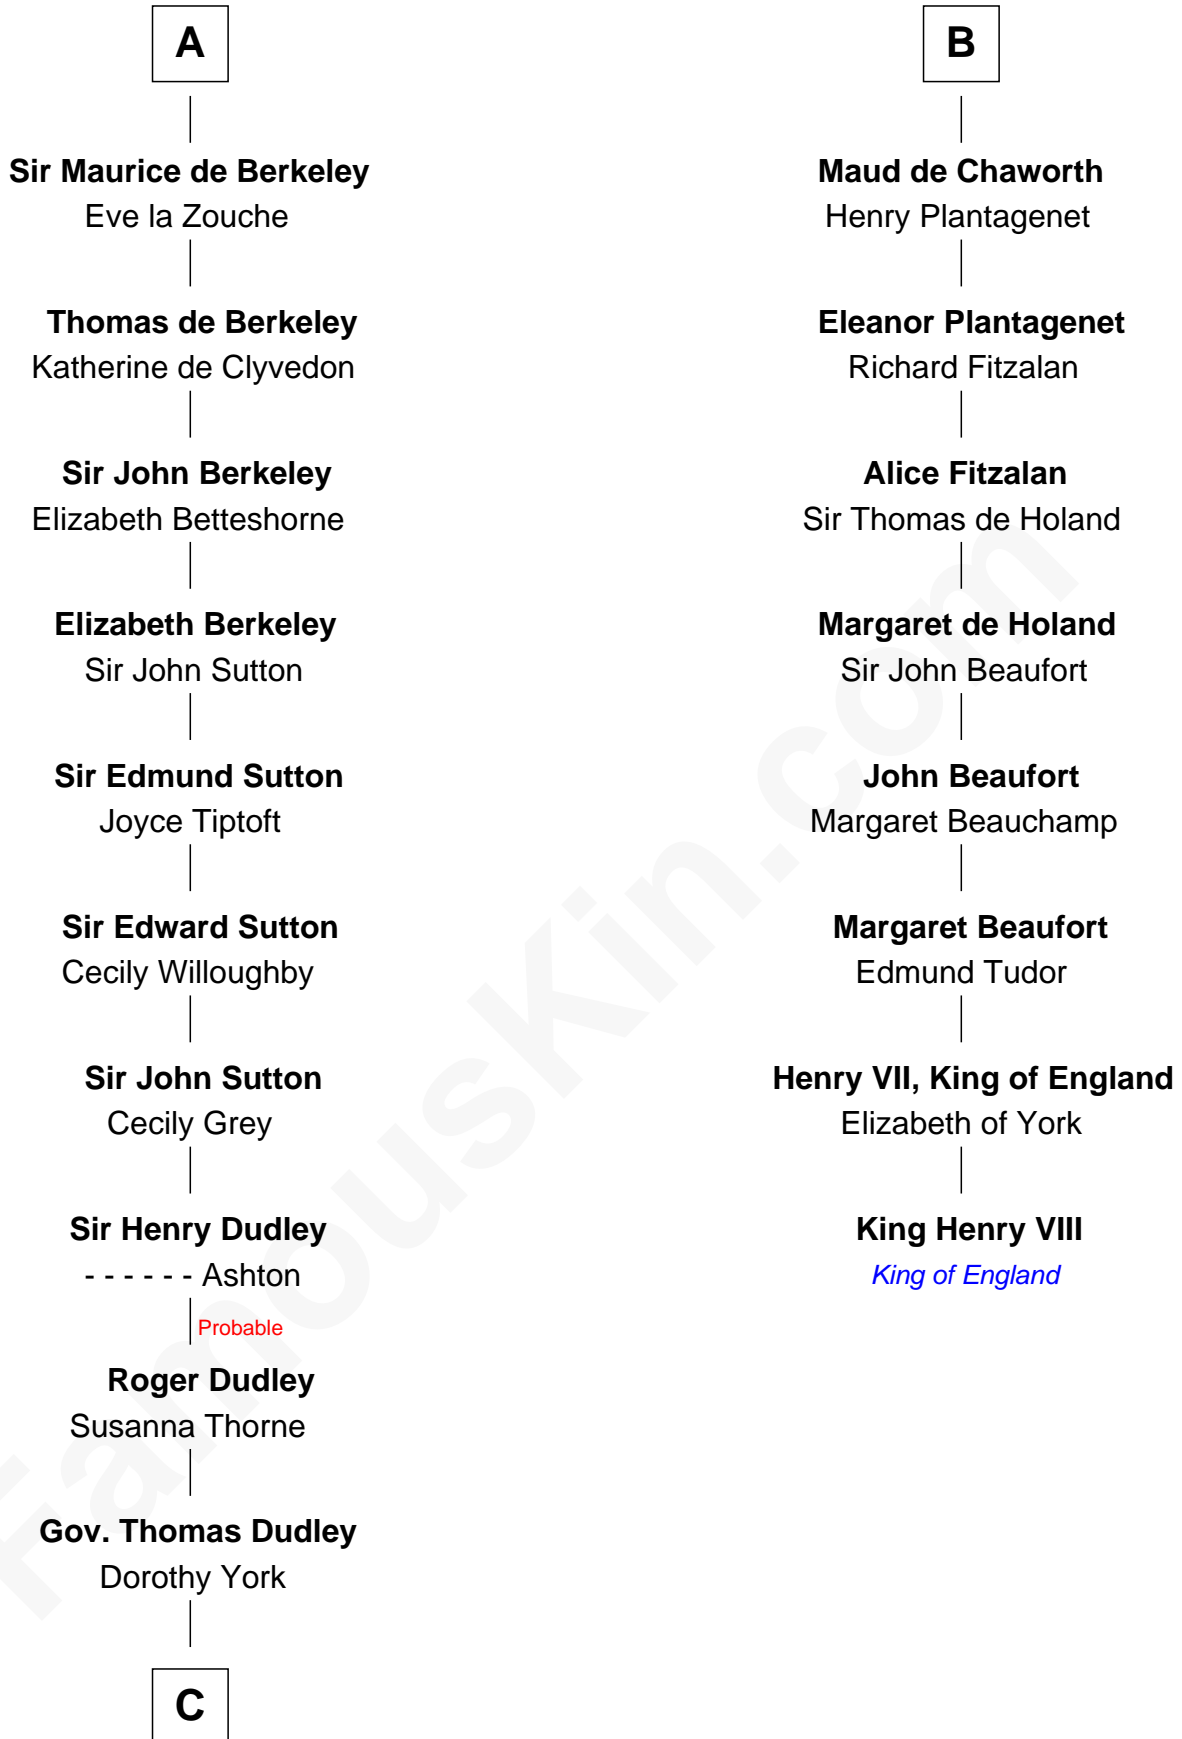 A
Sir Maurice de Berkeley
Eve la Zouche
Thomas de Berkeley
Katherine de Clyvedon
Sir John Berkeley
Elizabeth Betteshorne
Elizabeth Berkeley
Sir John Sutton
Sir Edmund Sutton
Joyce Tiptoft
Sir Edward Sutton
Cecily Willoughby
Sir John Sutton
Cecily Grey
Sir Henry Dudley
- - - - - - Ashton
Probable
Roger Dudley
Susanna Thorne
Gov. Thomas Dudley
Dorothy York
C
B
Maud de Chaworth
Henry Plantagenet
Eleanor Plantagenet
Richard Fitzalan
Alice Fitzalan
Sir Thomas de Holand
Margaret de Holand
Sir John Beaufort
John Beaufort
Margaret Beauchamp
Margaret Beaufort
Edmund Tudor
Henry VII, King of England
Elizabeth of York
King Henry VIII
King of England
FamousKin.com